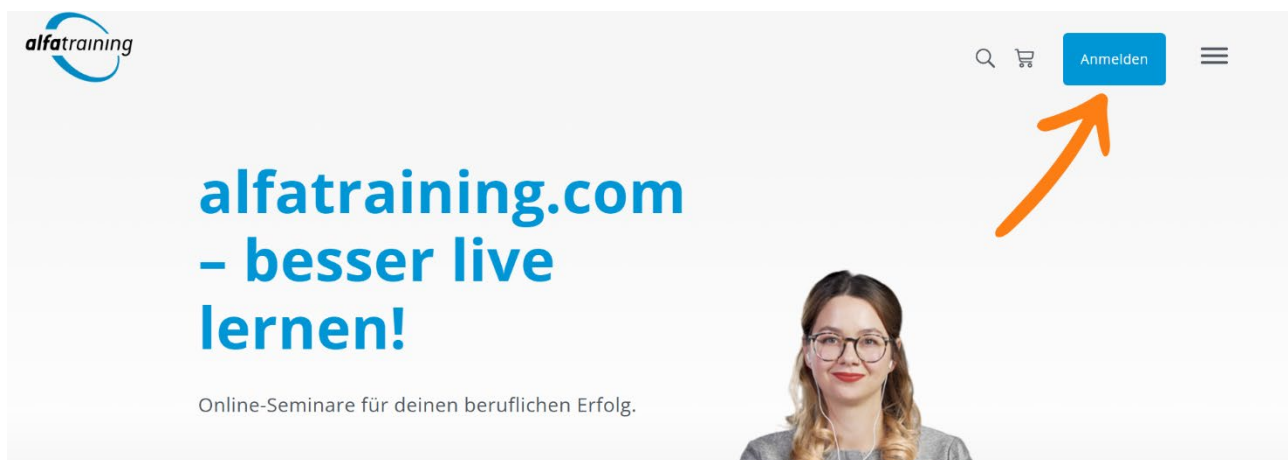 alfatraining
Anmelden
alfatraining.com
– besser live
lernen!
Online-Seminare für deinen beruflichen Erfolg.